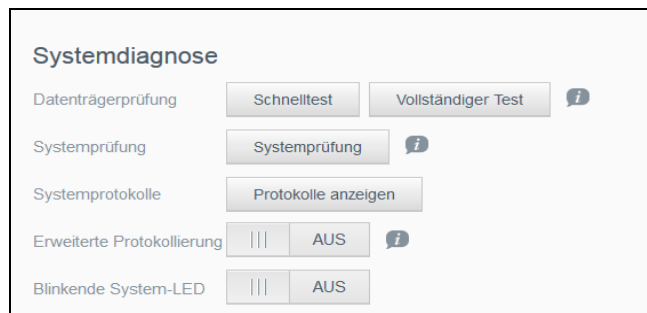 Systemdiagnose
Datenträgerprüfung Schnelltest Vollständiger Test i
Systemprüfung Systemprüfung i
Systemprotokolle Protokolle anzeigen
Erweiterte Protokollierung AUS i
Blinkende System-LED AUS